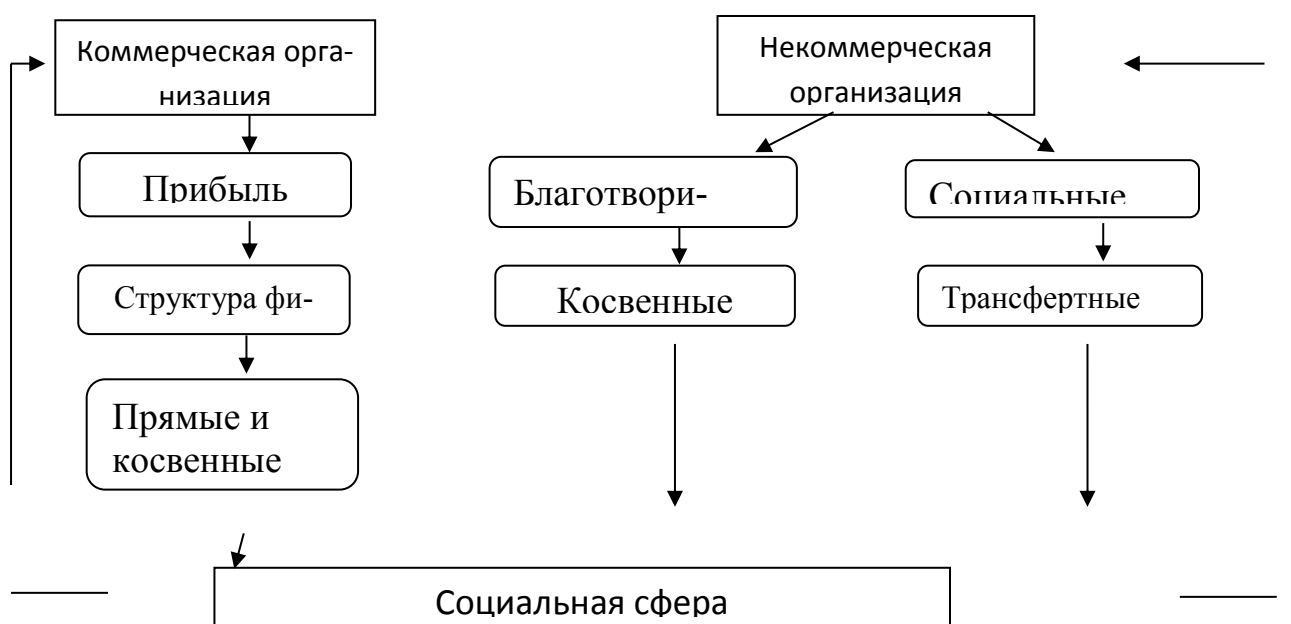 Коммерческая орга-
низация
Некоммерческая
организация
Прибыль
Благотвори-
Социальные
Структура фи-
Косвенные
Трансфертные
Прямые и
косвенные
Социальная сфера